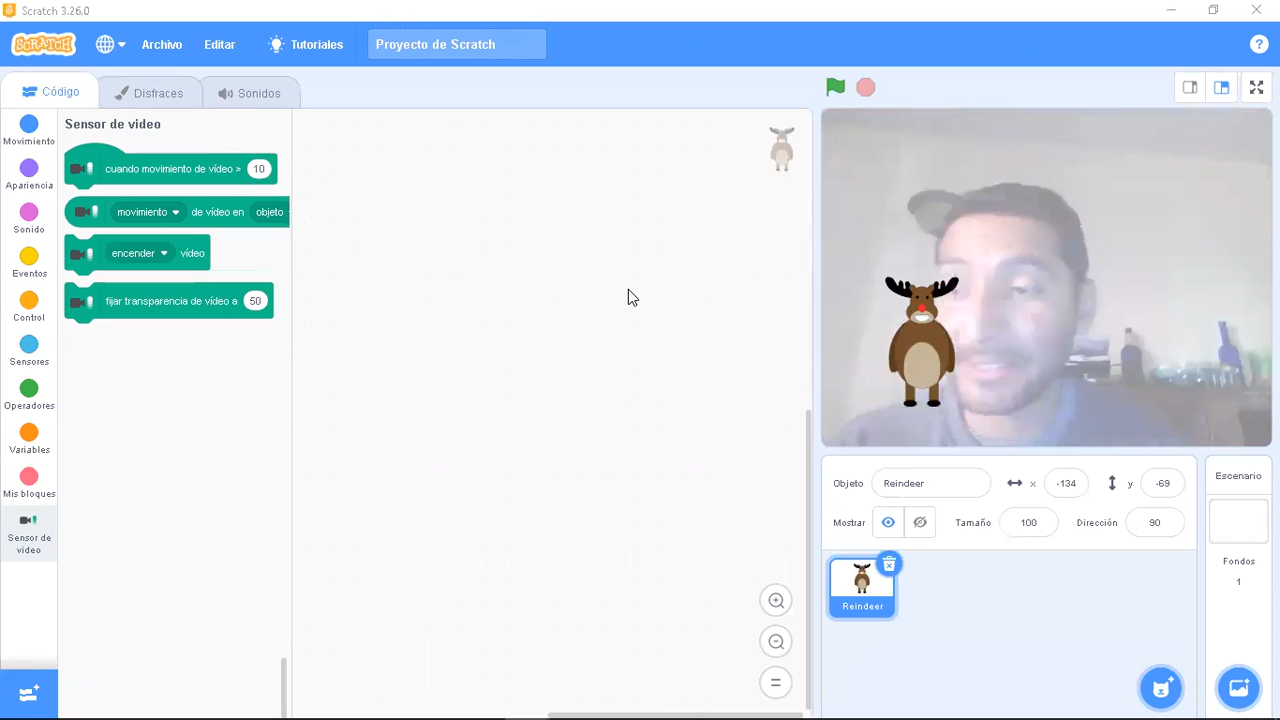 Scratch 3.26.0
SCRATCH
Archivo
Editar
Tutoriales
Proyecto de Scratch
?
Código
Disfraces
Sonidos
Movimiento
Apariencia
Sonido
Eventos
Control
Sensores
Operadores
Variables
Mis bloques
Sensor de
vídeo
Sensor de vídeo
cuando movimiento de vídeo > 10
movimiento de vídeo en objeto
encender vídeo
fijar transparencia de vídeo a 50
Objeto Reindeer x -134 y -69
Mostrar Tamaño 100 Dirección 90
Reindeer
Escenario
Fondos
1